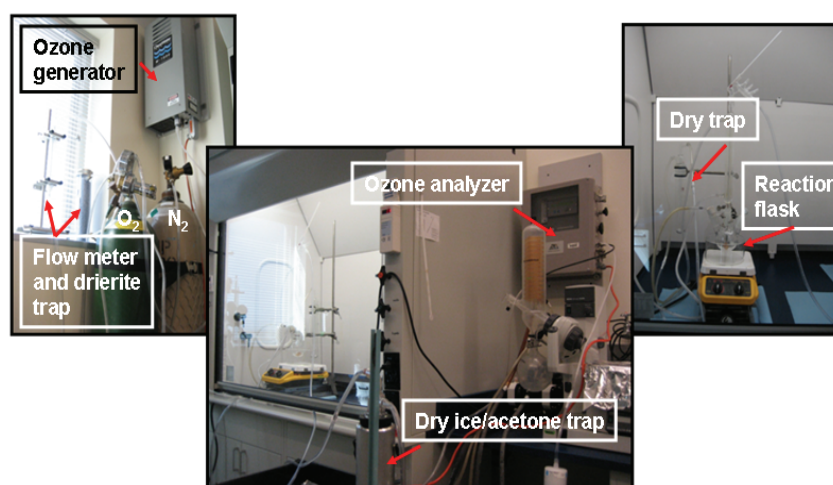 Ozone
generator
O2
N2
Flow meter
and drierite
trap
Ozone analyzer
Dry ice/acetone trap
Dry trap
Reaction
flask